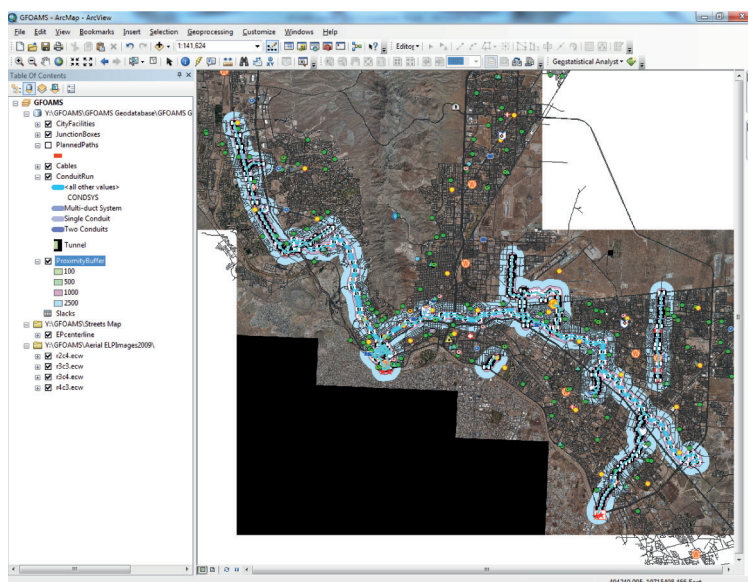 GFOAMS - ArcMap - ArcView
File Edit View Bookmarks Insert Selection Geoprocessing Customize Windows Help
1:141,624 Editor
Geostatistical Analyst
Table Of Contents
GFOAMS
Y:\GFOAMS\GFOAMS Geodatabase\GFOAMS G
CityFacilities
JunctionBoxes
PlannedPaths
Cables
ConduitRun
<all other values>
CONDSYS
Multi-duct System
Single Conduit
Two Conduits
Tunnel
ProximityBuffer
100
500
1000
2500
Slacks
Y:\GFOAMS\Streets Map
EPcenterline
Y:\GFOAMS\Aerial ELPImages2009\
r2c4.ecw
r3c3.ecw
r3c4.ecw
r4c3.ecw